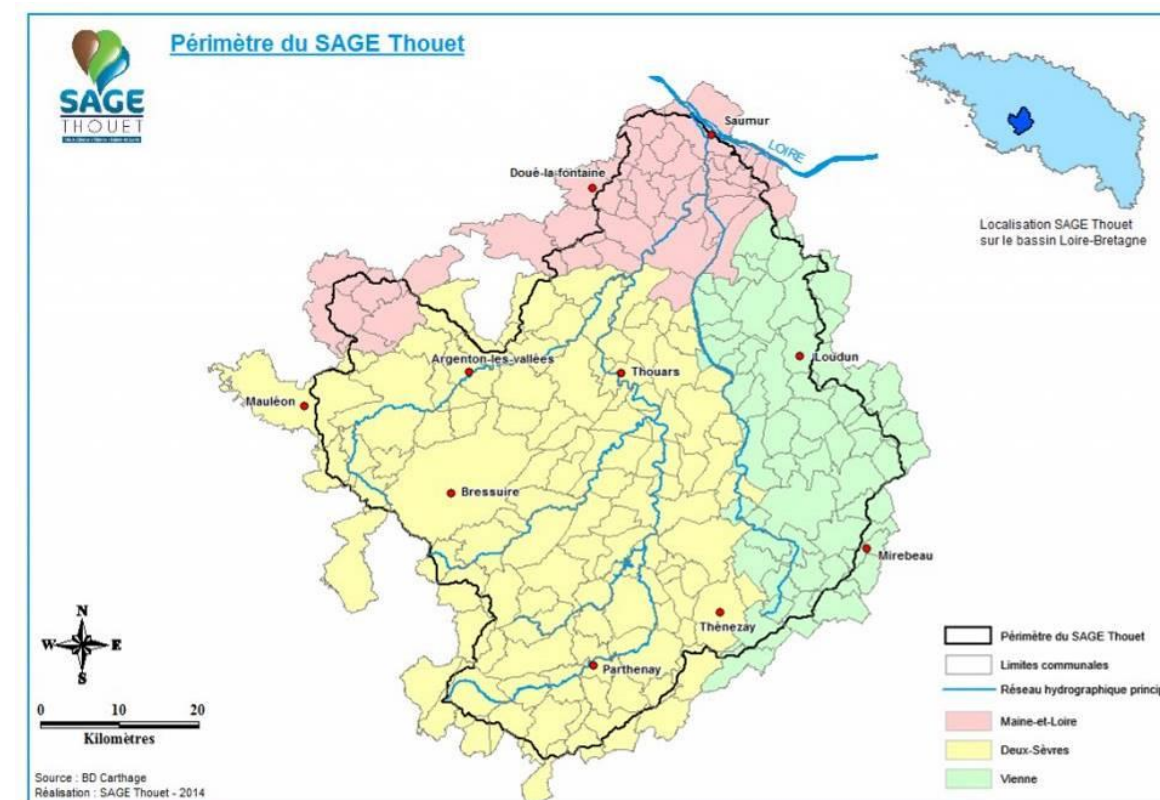 Périmètre du SAGE Thouet
SAGE
THOUET
Saumur
LOIRE
Doué-la-fontaine
Localisation SAGE Thouet
sur le bassin Loire-Bretagne
Argenton-les-vallées
Thouars
Loudun
Mauléon
Bressuire
Mirebeau
Thénezay
Parthenay
N
W
E
S
0 10 20
Kilomètres
Périmètre du SAGE Thouet
Limites communales
Réseau hydrographique princip
Maine-et-Loire
Deux-Sèvres
Vienne
Source : BD Carthage
Réalisation : SAGE Thouet - 2014